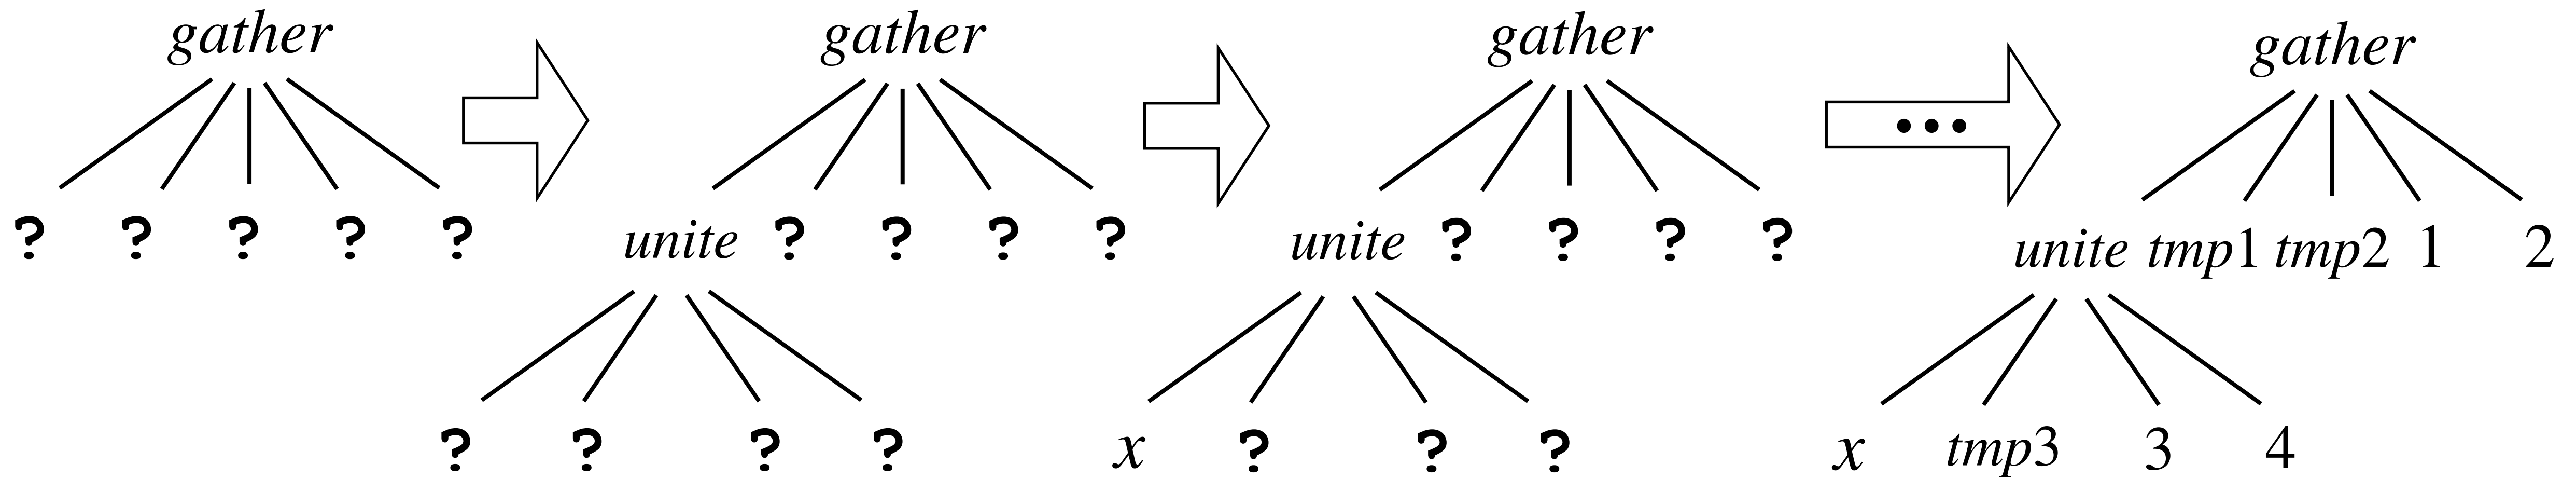 gather gather gather gather
? ? ? ? ? unite ? ? ? ? unite ? ? ? ? unite tmp1 tmp2 1 2
? ? ? ? x ? ? ? x tmp3 3 4